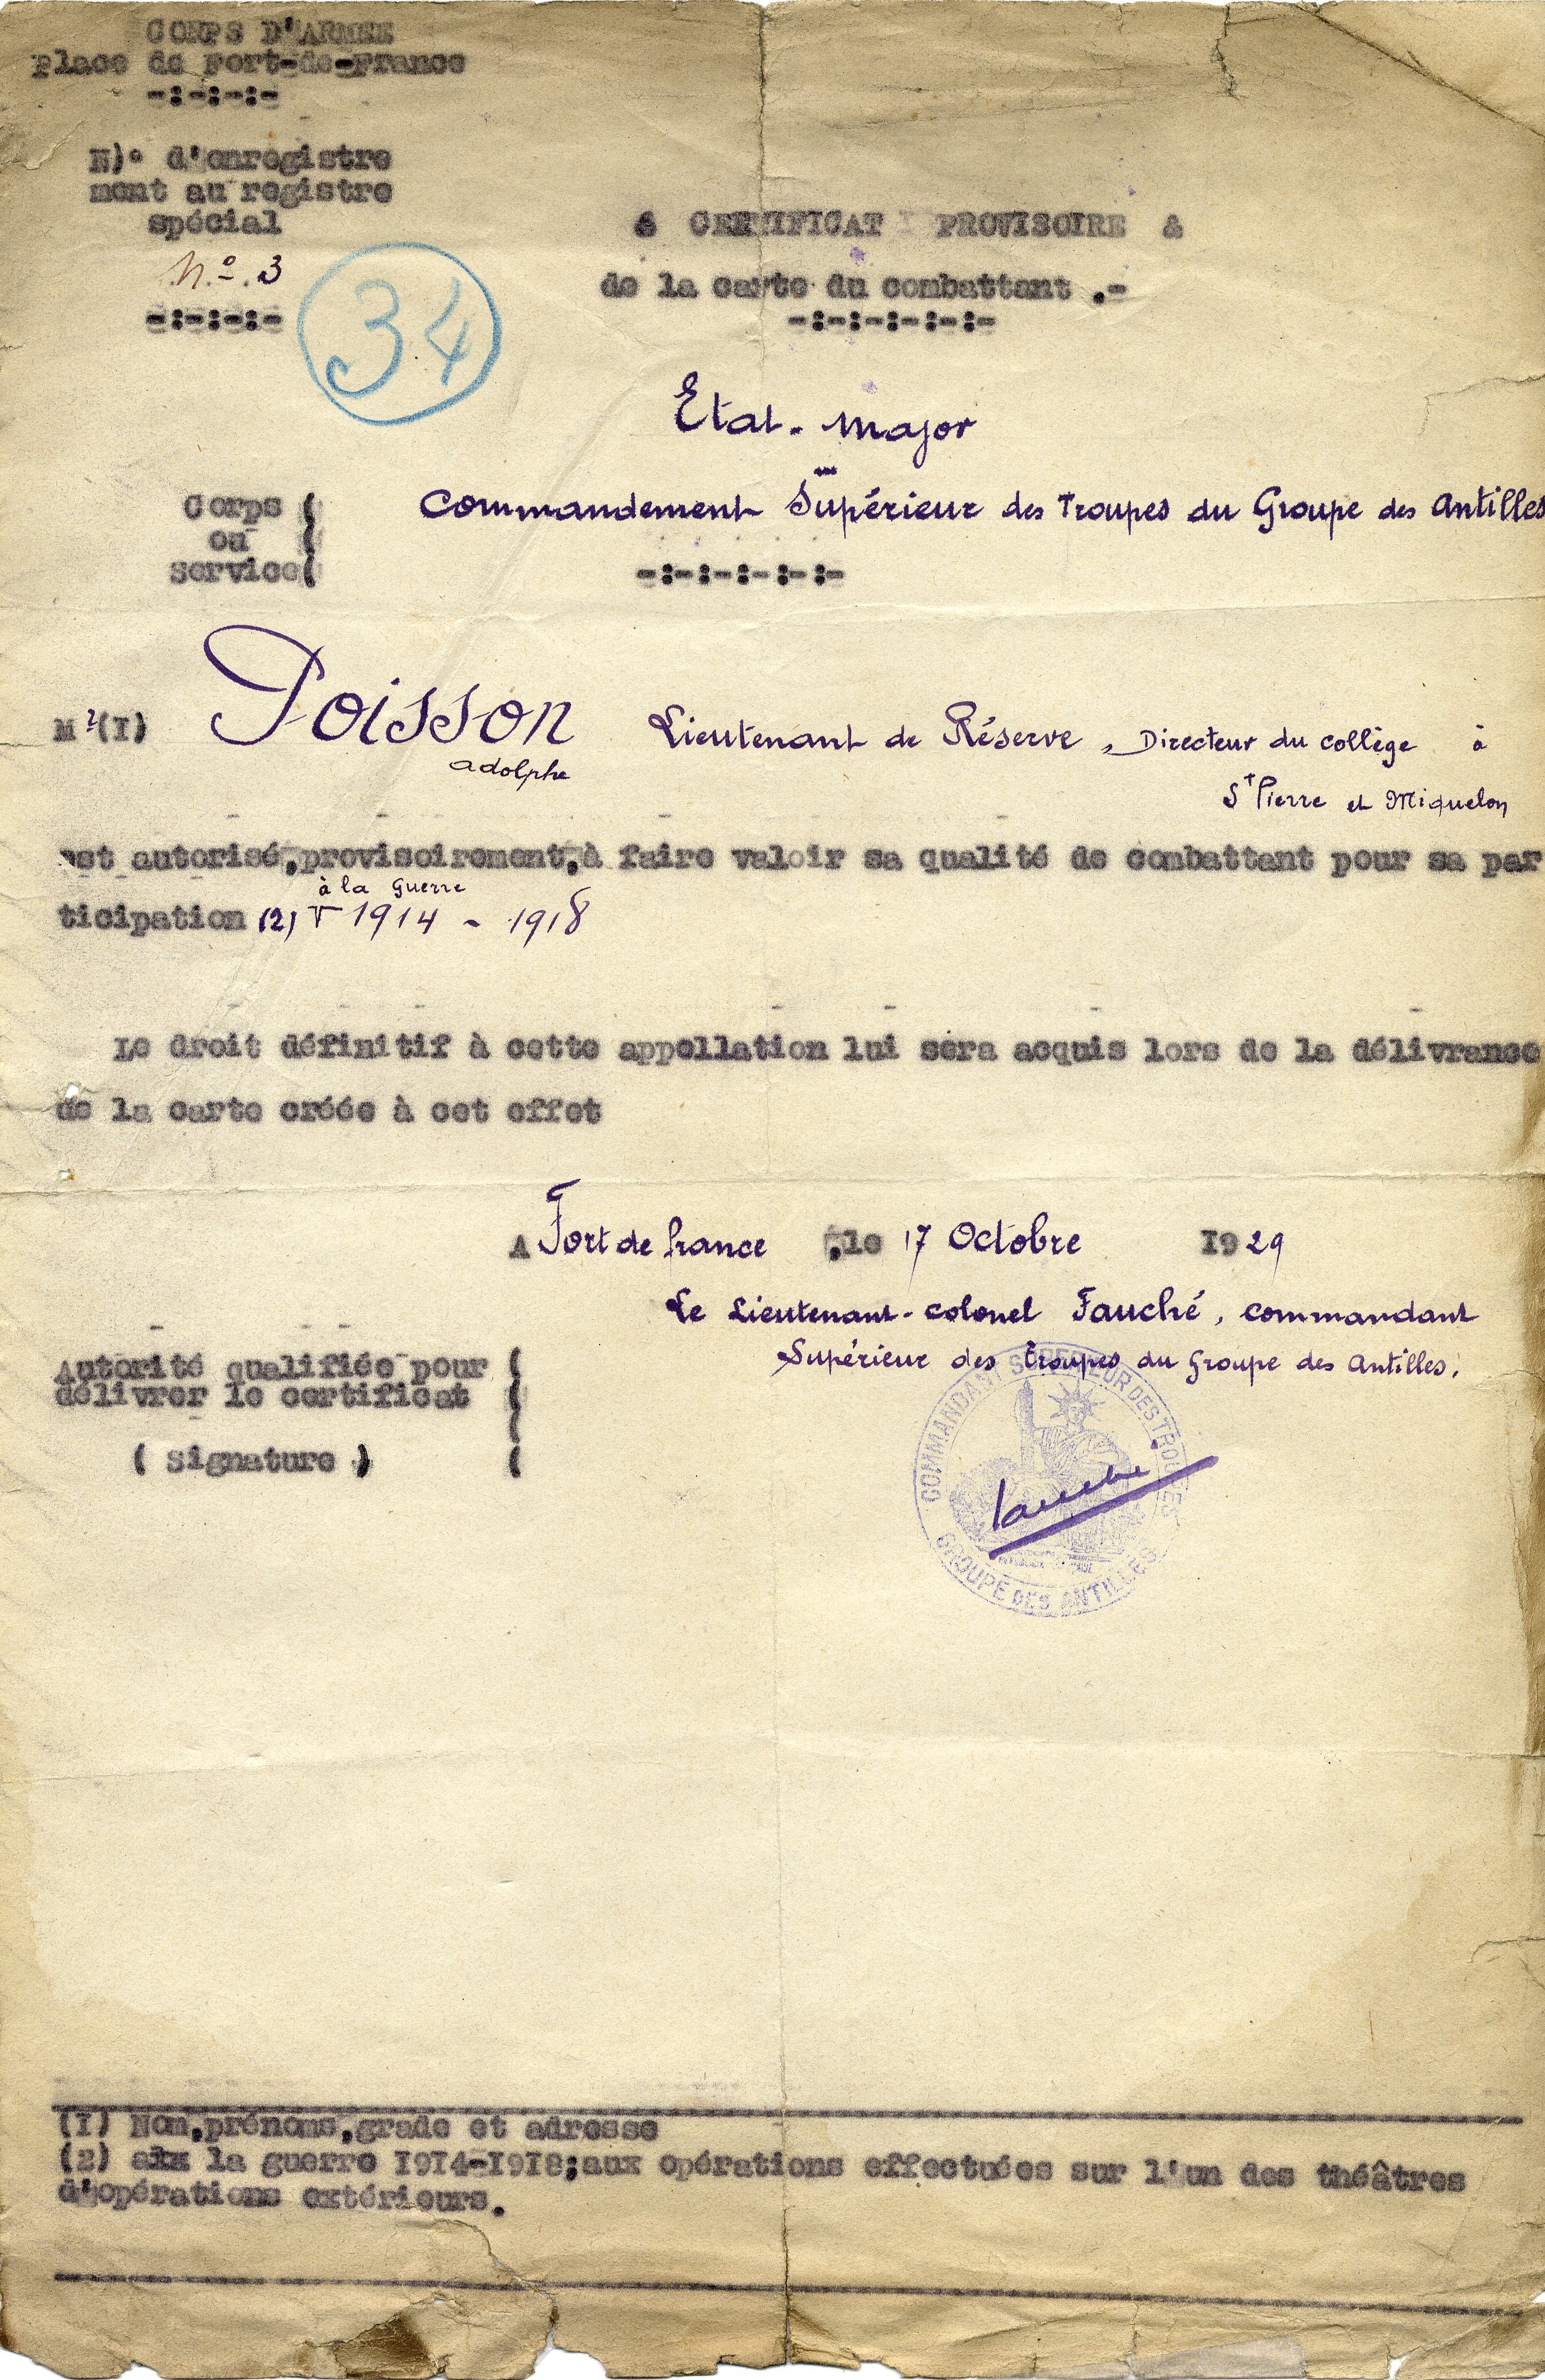 CORPS D'ARMEE
Place de Fort-de-France
-:-:-:-
N)° d'enregistre
ment au registre
spécial
N.º. 3
-:-:-:-
34
& CERTIFICAT PROVISOIRE &
de la carte du combattant .-
-:-:-:-:-:-
Etat-Major
Corps
ou
service
Commandement Supérieur des Troupes du Groupe des Antilles
-:-:-:-:-:-
Mr(I) Poisson Lieutenant de Réserve, Directeur du collège à
adolphe
St Pierre et Miquelon
est autorisé,provisoirement,à faire valoir sa qualité de combattant pour sa par
à la Guerre
ticipation (2) 1914 - 1918
Le droit définitif à cette appellation lui sera acquis lors de la délivrance
de la carte créée à cet effet
A Fort de france ,le 17 Octobre 1929
Le Lieutenant-colonel Fauché, commandant
Supérieur des Troupes du Groupe des Antilles.
Autorité qualifiée pour
délivrer le certificat
( signature )
COMMANDANT SUPERIEUR DES TROUPES
GROUPE DES ANTILLES
Fauché
(I) Nom,prénoms,grade et adresse
(2) à la guerre I9I4-I9I8;aux opérations effectuées sur l'un des théâtres
d'opérations extérieurs.